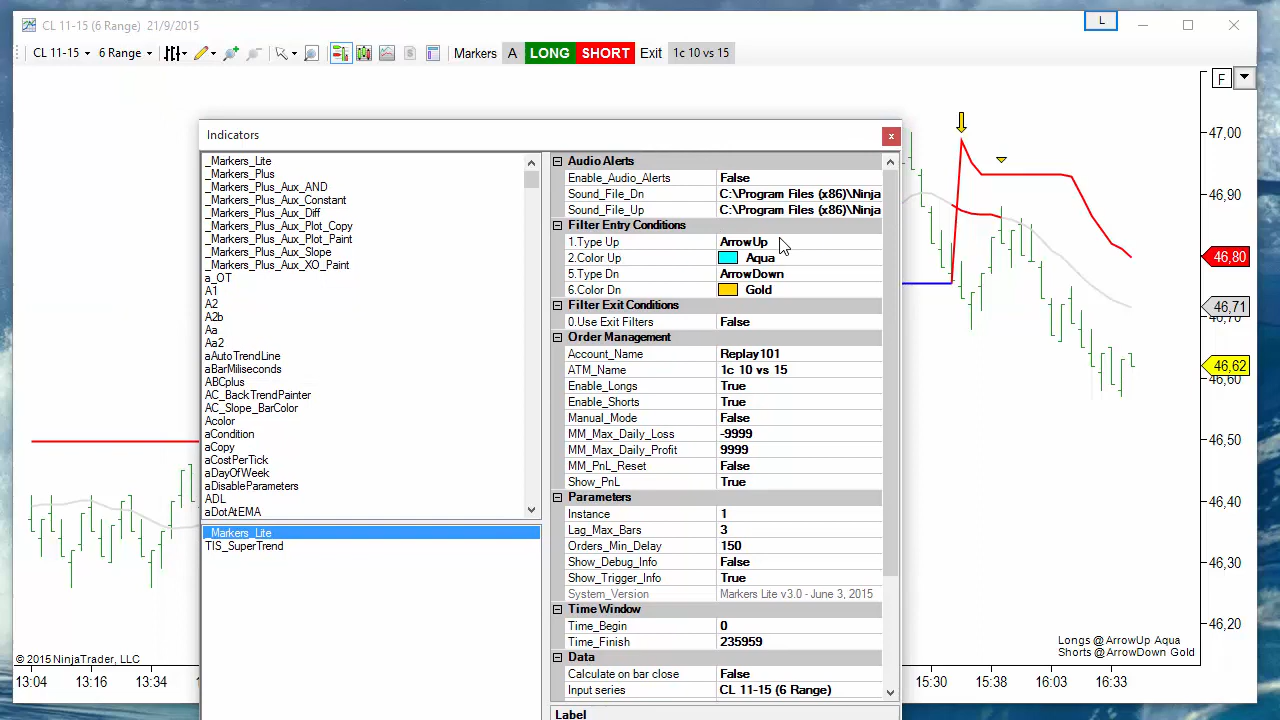 CL 11-15 (6 Range)  21/9/2015
L
CL 11-15 6 Range Markers A LONG SHORT Exit 1c 10 vs 15
F
Indicators
_Markers_Lite
_Markers_Plus
_Markers_Plus_Aux_AND
_Markers_Plus_Aux_Constant
_Markers_Plus_Aux_Diff
_Markers_Plus_Aux_Plot_Copy
_Markers_Plus_Aux_Plot_Paint
_Markers_Plus_Aux_Slope
_Markers_Plus_Aux_XO_Paint
a_OT
A1
A2
A2b
Aa
Aa2
aAutoTrendLine
aBarMiliseconds
ABCplus
AC_BackTrendPainter
AC_Slope_BarColor
Acolor
aCondition
aCopy
aCostPerTick
aDayOfWeek
aDisableParameters
ADL
aDotAtEMA
_Markers_Lite
TIS_SuperTrend
Audio Alerts
Enable_Audio_Alerts False
Sound_File_Dn C:\Program Files (x86)\Ninja
Sound_File_Up C:\Program Files (x86)\Ninja
Filter Entry Conditions
1.Type Up ArrowUp
2.Color Up Aqua
5.Type Dn ArrowDown
6.Color Dn Gold
Filter Exit Conditions
0.Use Exit Filters False
Order Management
Account_Name Replay101
ATM_Name 1c 10 vs 15
Enable_Longs True
Enable_Shorts True
Manual_Mode False
MM_Max_Daily_Loss -9999
MM_Max_Daily_Profit 9999
MM_PnL_Reset False
Show_PnL True
Parameters
Instance 1
Lag_Max_Bars 3
Orders_Min_Delay 150
Show_Debug_Info False
Show_Trigger_Info True
System_Version Markers Lite v3.0 - June 3, 2015
Time Window
Time_Begin 0
Time_Finish 235959
Data
Calculate on bar close False
Input series CL 11-15 (6 Range)
Label
47,00
46,90
46,80
46,71
46,70
46,62
46,60
46,50
46,40
46,30
46,20
Longs @ArrowUp Aqua
Shorts @ArrowDown Gold
© 2015 NinjaTrader, LLC
13:04 13:16 13:34 15:30 15:38 16:03 16:33